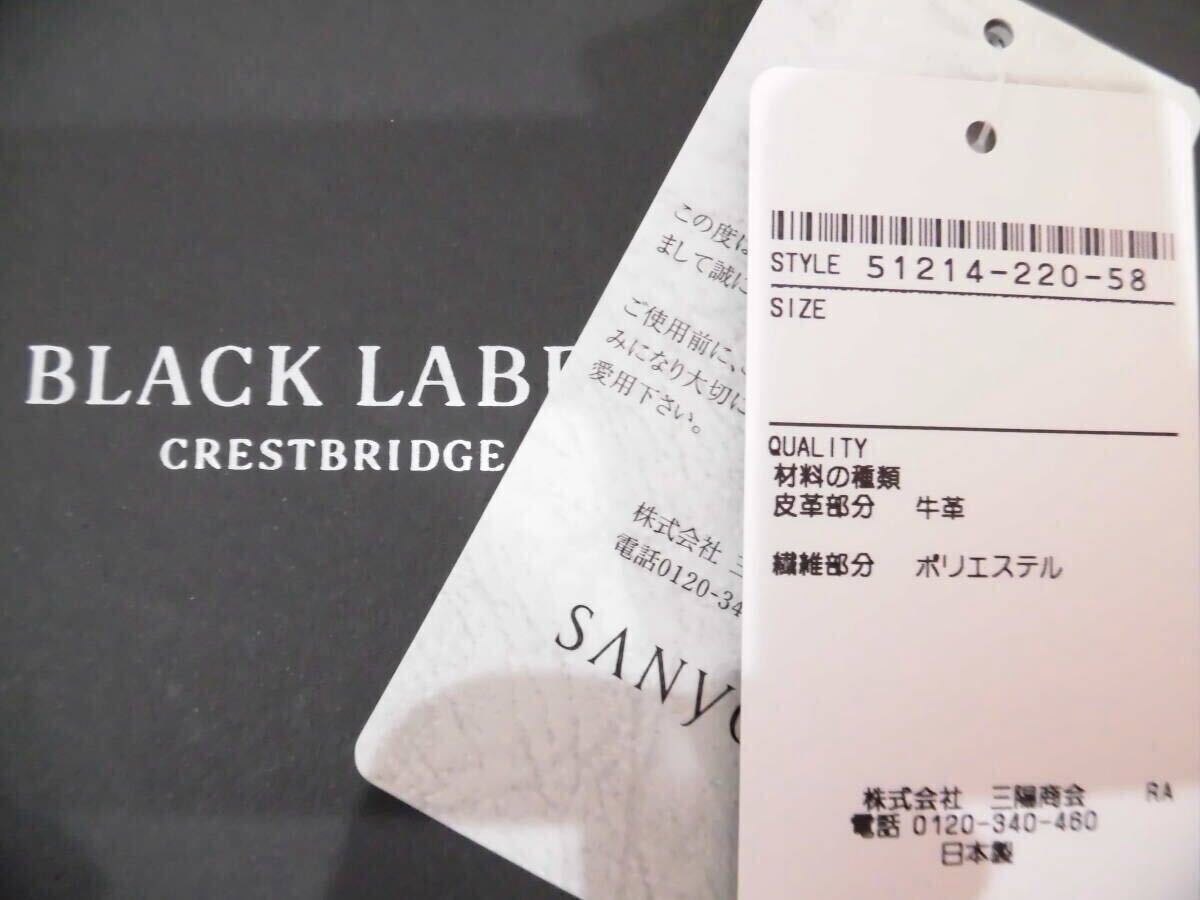 BLACK LABE
CRESTBRIDGE
この度は
まして誠に
ご使用前に、
みになり大切に
愛用下さい。
株式会社 三
電話0120-34
SANYO
STYLE 51214-220-58
SIZE
QUALITY
材料の種類
皮革部分 牛革
繊維部分 ポリエステル
株式会社 三陽商会 RA
電話 0120-340-460
日本製